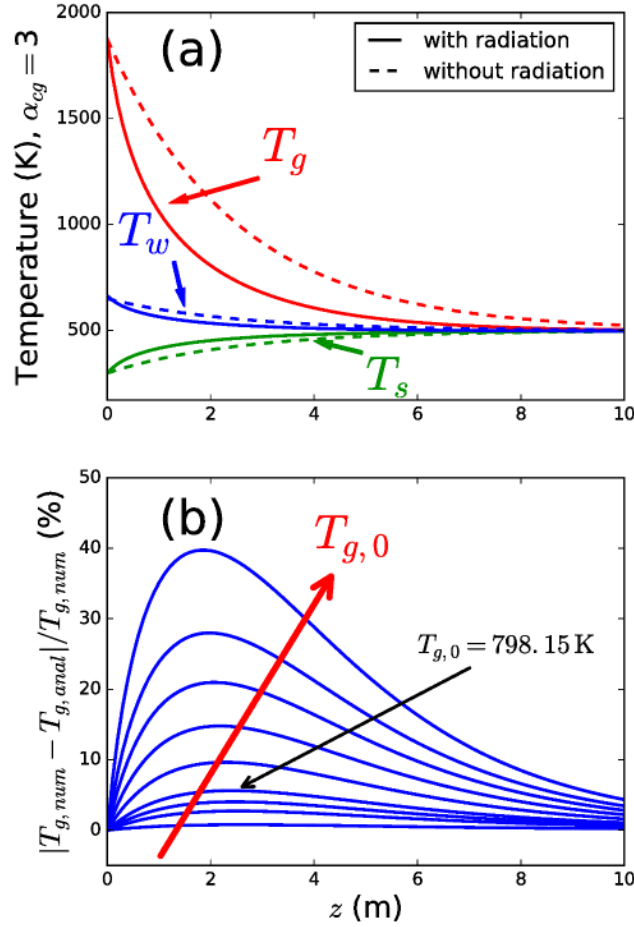 2000
1500
1000
500
Temperature (K), α_cg = 3
(a)
with radiation
without radiation
T_g
T_w
T_s
0 2 4 6 8 10
50
40
30
20
10
0
|T_g,num − T_g,anal|/T_g,num (%)
(b)
T_g,0
T_g,0 = 798.15 K
0 2 4 6 8 10
z (m)